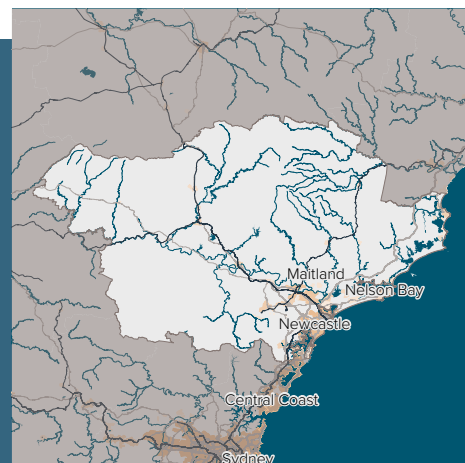 Maitland
Nelson Bay
Newcastle
Central Coast
Sydney